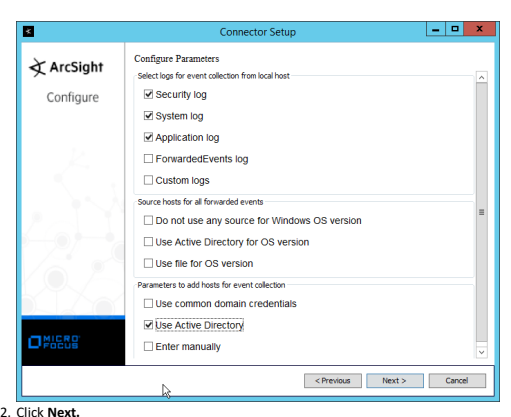 Connector Setup
ArcSight
Configure
Configure Parameters
Select logs for event collection from local host
Security log
System log
Application log
ForwardedEvents log
Custom logs
Source hosts for all forwarded events
Do not use any source for Windows OS version
Use Active Directory for OS version
Use file for OS version
Parameters to add hosts for event collection
Use common domain credentials
Use Active Directory
Enter manually
MICRO
FOCUS
< Previous Next > Cancel
2. Click Next.